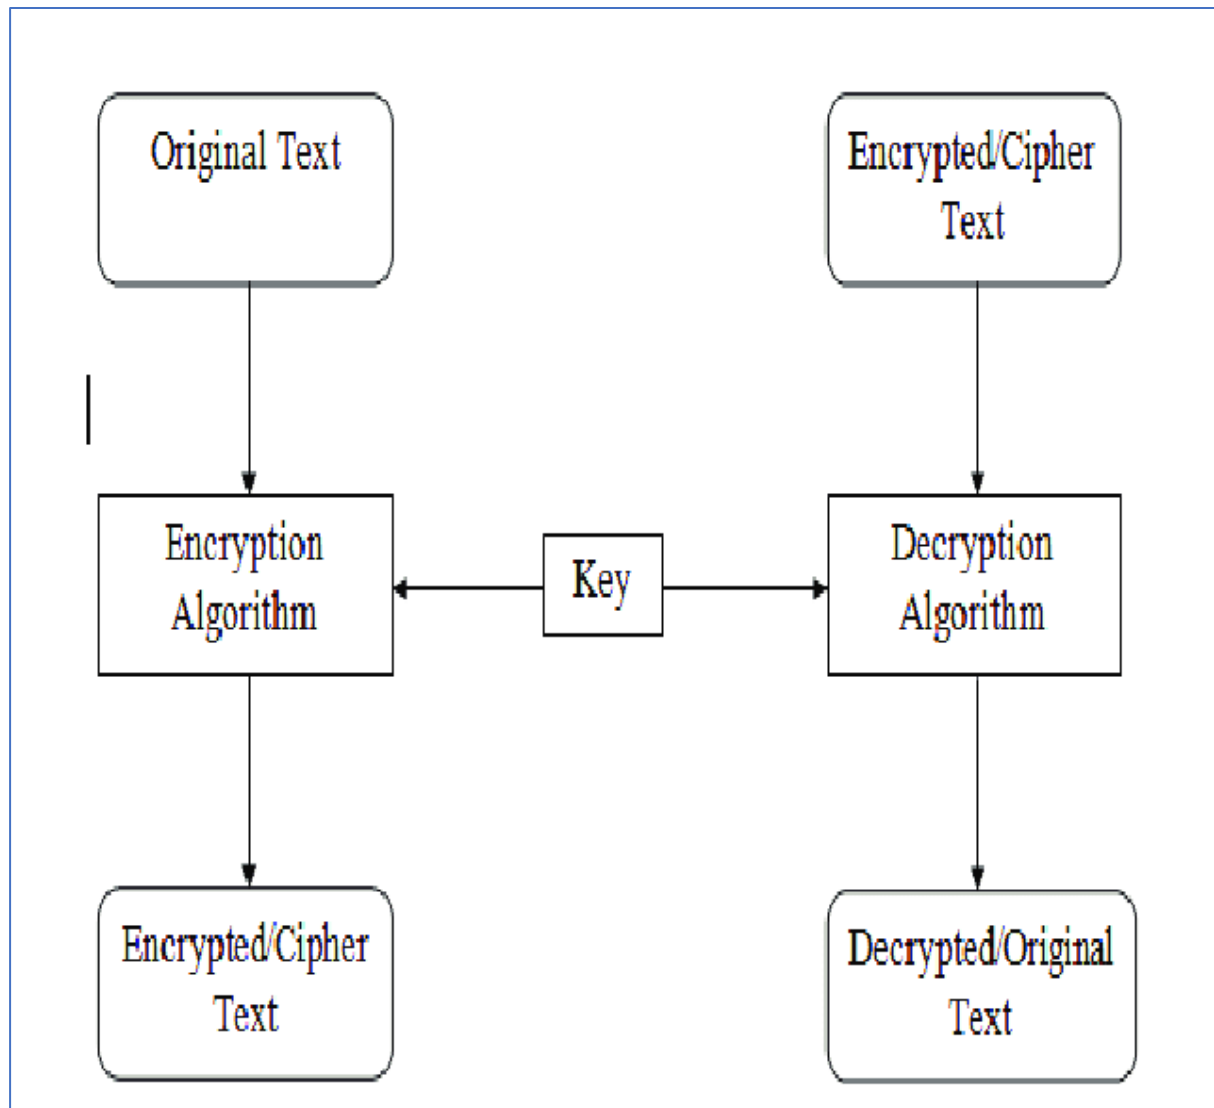 Original Text
Encrypted/Cipher
Text
Encryption
Algorithm
Key
Decryption
Algorithm
Encrypted/Cipher
Text
Decrypted/Original
Text